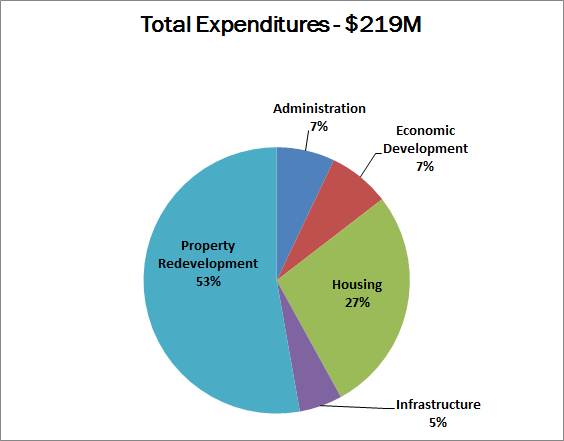 Total Expenditures - $219M
Administration
7%
Economic
Development
7%
Property
Redevelopment
53%
Housing
27%
Infrastructure
5%